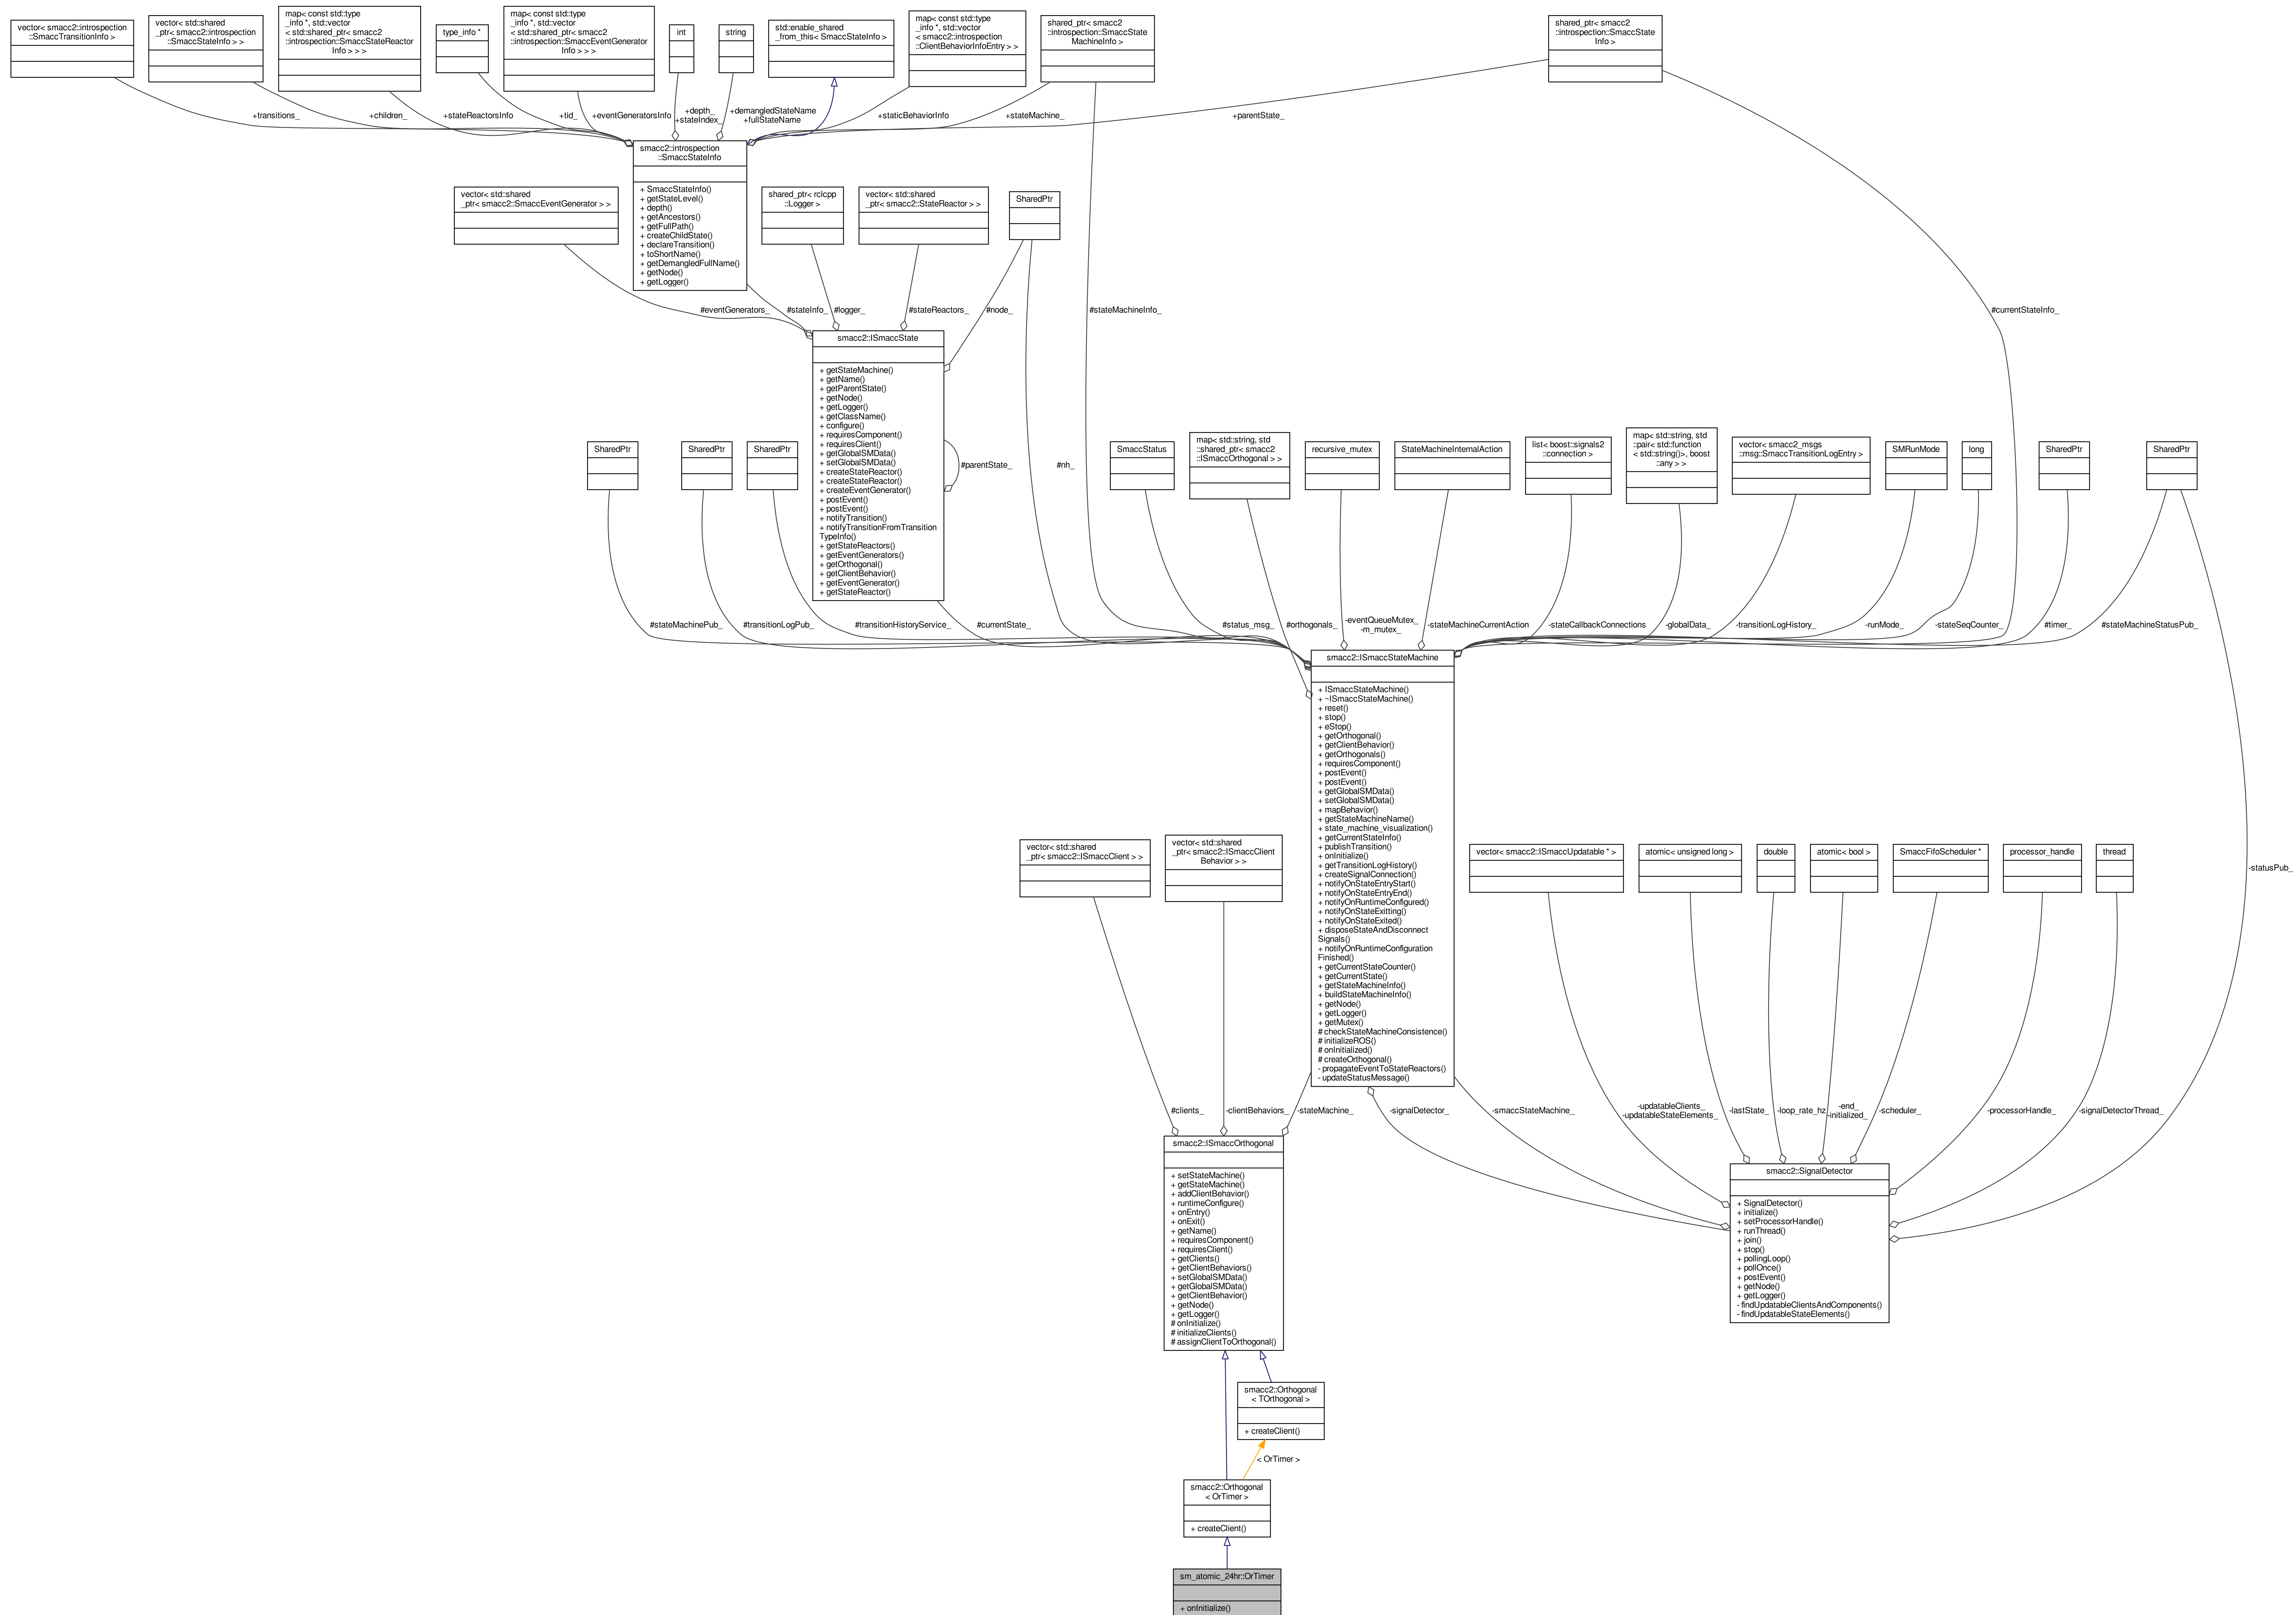 vector< smacc2::introspection
::SmaccTransitionInfo >
vector< std::shared
_ptr< smacc2::introspection
::SmaccStateInfo > >
map< const std::type
_info *, std::vector
< std::shared_ptr< smacc2
::introspection::SmaccStateReactor
Info > > >
type_info *
map< const std::type
_info *, std::vector
< std::shared_ptr< smacc2
::introspection::SmaccEventGenerator
Info > > >
int
string
std::enable_shared
_from_this< SmaccStateInfo >
map< const std::type
_info *, std::vector
< smacc2::introspection
::ClientBehaviorInfoEntry > >
shared_ptr< smacc2
::introspection::SmaccState
MachineInfo >
shared_ptr< smacc2
::introspection::SmaccState
Info >
+transitions_
+children_
+stateReactorsInfo
+tid_
+eventGeneratorsInfo
+depth_
+stateIndex_
+demangledStateName
+fullStateName
+staticBehaviorInfo
+stateMachine_
+parentState_
smacc2::introspection
::SmaccStateInfo
+ SmaccStateInfo()
+ getStateLevel()
+ depth()
+ getAncestors()
+ getFullPath()
+ createChildState()
+ declareTransition()
+ toShortName()
+ getDemangledFullName()
+ getNode()
+ getLogger()
vector< std::shared
_ptr< smacc2::SmaccEventGenerator > >
shared_ptr< rclcpp
::Logger >
vector< std::shared
_ptr< smacc2::StateReactor > >
SharedPtr
#eventGenerators_
#stateInfo_
#logger_
#stateReactors_
#node_
#stateMachineInfo_
#currentStateInfo_
smacc2::ISmaccState
+ getStateMachine()
+ getName()
+ getParentState()
+ getNode()
+ getLogger()
+ getClassName()
+ configure()
+ requiresComponent()
+ requiresClient()
+ getGlobalSMData()
+ setGlobalSMData()
+ createStateReactor()
+ createStateReactor()
+ createEventGenerator()
+ postEvent()
+ postEvent()
+ notifyTransition()
+ notifyTransitionFromTransition
TypeInfo()
+ getStateReactors()
+ getEventGenerators()
+ getOrthogonal()
+ getClientBehavior()
+ getEventGenerator()
+ getStateReactor()
#parentState_
#nh_
SharedPtr
SharedPtr
SharedPtr
SmaccStatus
map< std::string, std
::shared_ptr< smacc2
::ISmaccOrthogonal > >
recursive_mutex
StateMachineInternalAction
list< boost::signals2
::connection >
map< std::string, std
::pair< std::function
< std::string()>, boost
::any > >
vector< smacc2_msgs
::msg::SmaccTransitionLogEntry >
SMRunMode
long
SharedPtr
SharedPtr
#stateMachinePub_
#transitionLogPub_
#transitionHistoryService_
#currentState_
#status_msg_
#orthogonals_
-eventQueueMutex_
-m_mutex_
-stateMachineCurrentAction
-stateCallbackConnections
-globalData_
-transitionLogHistory_
-runMode_
-stateSeqCounter_
#timer_
#stateMachineStatusPub_
smacc2::ISmaccStateMachine
+ ISmaccStateMachine()
+ ~ISmaccStateMachine()
+ reset()
+ stop()
+ eStop()
+ getOrthogonal()
+ getClientBehavior()
+ getOrthogonals()
+ requiresComponent()
+ postEvent()
+ postEvent()
+ getGlobalSMData()
+ setGlobalSMData()
+ mapBehavior()
+ getStateMachineName()
+ state_machine_visualization()
+ getCurrentStateInfo()
+ publishTransition()
+ onInitialize()
+ getTransitionLogHistory()
+ createSignalConnection()
+ notifyOnStateEntryStart()
+ notifyOnStateEntryEnd()
+ notifyOnRuntimeConfigured()
+ notifyOnStateExitting()
+ notifyOnStateExited()
+ disposeStateAndDisconnect
Signals()
+ notifyOnRuntimeConfiguration
Finished()
+ getCurrentStateCounter()
+ getCurrentState()
+ getStateMachineInfo()
+ buildStateMachineInfo()
+ getNode()
+ getLogger()
+ getMutex()
# checkStateMachineConsistence()
# initializeROS()
# onInitialized()
# createOrthogonal()
- propagateEventToStateReactors()
- updateStatusMessage()
vector< std::shared
_ptr< smacc2::ISmaccClient > >
vector< std::shared
_ptr< smacc2::ISmaccClient
Behavior > >
vector< smacc2::ISmaccUpdatable * >
atomic< unsigned long >
double
atomic< bool >
SmaccFifoScheduler *
processor_handle
thread
-statusPub_
#clients_
-clientBehaviors_
-stateMachine_
-signalDetector_
-smaccStateMachine_
-updatableClients_
-updatableStateElements_
-lastState_
-loop_rate_hz
-end_
-initialized_
-scheduler_
-processorHandle_
-signalDetectorThread_
smacc2::ISmaccOrthogonal
+ setStateMachine()
+ getStateMachine()
+ addClientBehavior()
+ runtimeConfigure()
+ onEntry()
+ onExit()
+ getName()
+ requiresComponent()
+ requiresClient()
+ getClients()
+ getClientBehaviors()
+ setGlobalSMData()
+ getGlobalSMData()
+ getClientBehavior()
+ getNode()
+ getLogger()
# onInitialize()
# initializeClients()
# assignClientToOrthogonal()
smacc2::SignalDetector
+ SignalDetector()
+ initialize()
+ setProcessorHandle()
+ runThread()
+ join()
+ stop()
+ pollingLoop()
+ pollOnce()
+ postEvent()
+ getNode()
+ getLogger()
- findUpdatableClientsAndComponents()
- findUpdatableStateElements()
smacc2::Orthogonal
< TOrthogonal >
+ createClient()
< OrTimer >
smacc2::Orthogonal
< OrTimer >
+ createClient()
sm_atomic_24hr::OrTimer
+ onInitialize()